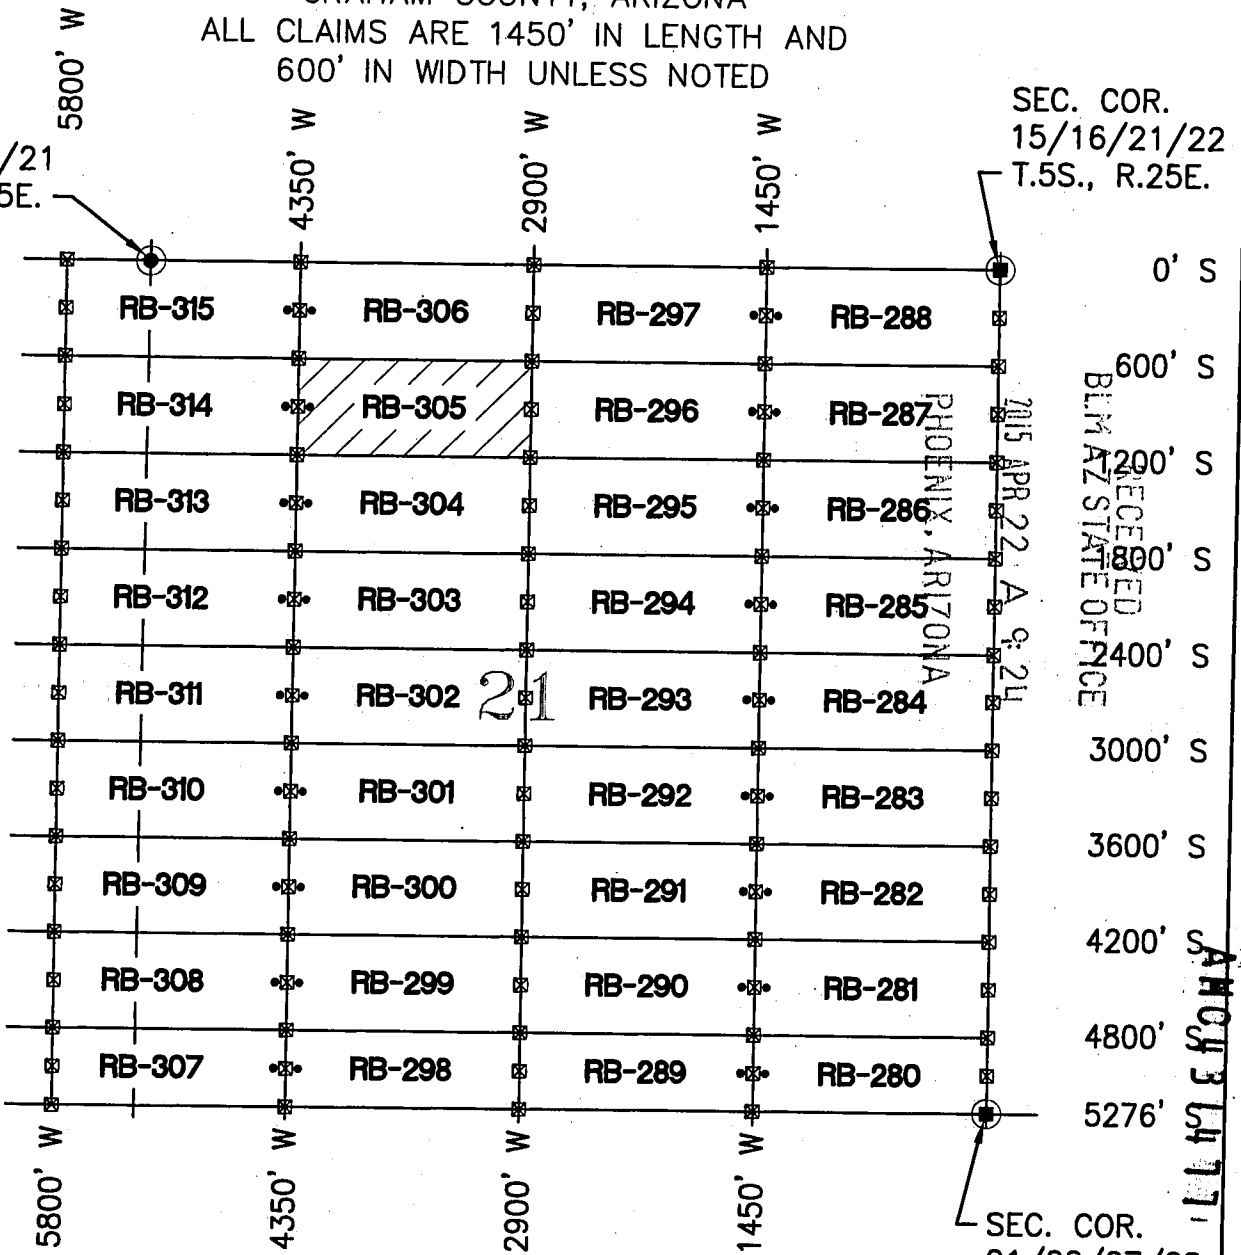 ALL CLAIMS ARE 1450' IN LENGTH AND
600' IN WIDTH UNLESS NOTED
5800' W
4350' W
2900' W
1450' W
SEC. COR.
15/16/21/22
T.5S., R.25E.
/21
5E.
0' S
RB-315 RB-306 RB-297 RB-288
600' S
RB-314 RB-305 RB-296 RB-287
1200' S
RB-313 RB-304 RB-295 RB-286
1800' S
RB-312 RB-303 RB-294 RB-285
2400' S
RB-311 RB-302 RB-293 RB-284
21
3000' S
RB-310 RB-301 RB-292 RB-283
3600' S
RB-309 RB-300 RB-291 RB-282
4200' S
RB-308 RB-299 RB-290 RB-281
4800' S
RB-307 RB-298 RB-289 RB-280
5276' S
5800' W
4350' W
2900' W
1450' W
SEC. COR.
RECEIVED
BLM AZ STATE OFFICE
2015 APR 22 A 9:24
PHOENIX, ARIZONA